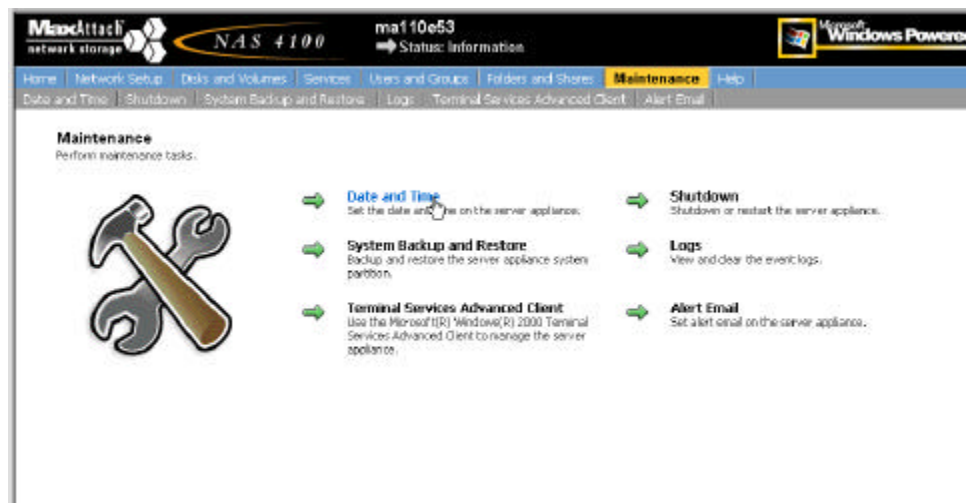 MaxAttach
network storage
NAS 4100
ma110e53
Status: Information
Microsoft
Windows Powered
Home Network Setup Disks and Volumes Services Users and Groups Folders and Shares Maintenance Help
Date and Time Shutdown System Backup and Restore Logs Terminal Services Advanced Client Alert Email
Maintenance
Perform maintenance tasks.
Date and Time
Set the date and time on the server appliance.
Shutdown
Shutdown or restart the server appliance.
System Backup and Restore
Backup and restore the server appliance system
partition.
Logs
View and clear the event logs.
Terminal Services Advanced Client
Use the Microsoft(R) Windows(R) 2000 Terminal
Services Advanced Client to manage the server
appliance.
Alert Email
Set alert email on the server appliance.